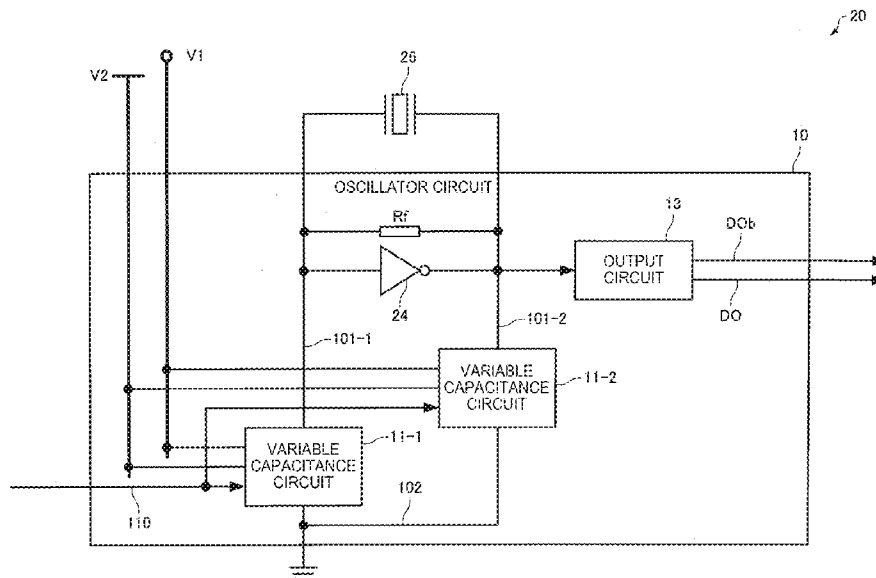 20
V1
V2
26
10
OSCILLATOR CIRCUIT
Rf
13
DOb
OUTPUT
CIRCUIT
24
DO
101-1
101-2
VARIABLE
CAPACITANCE
CIRCUIT
11-2
11-1
VARIABLE
CAPACITANCE
CIRCUIT
110
102